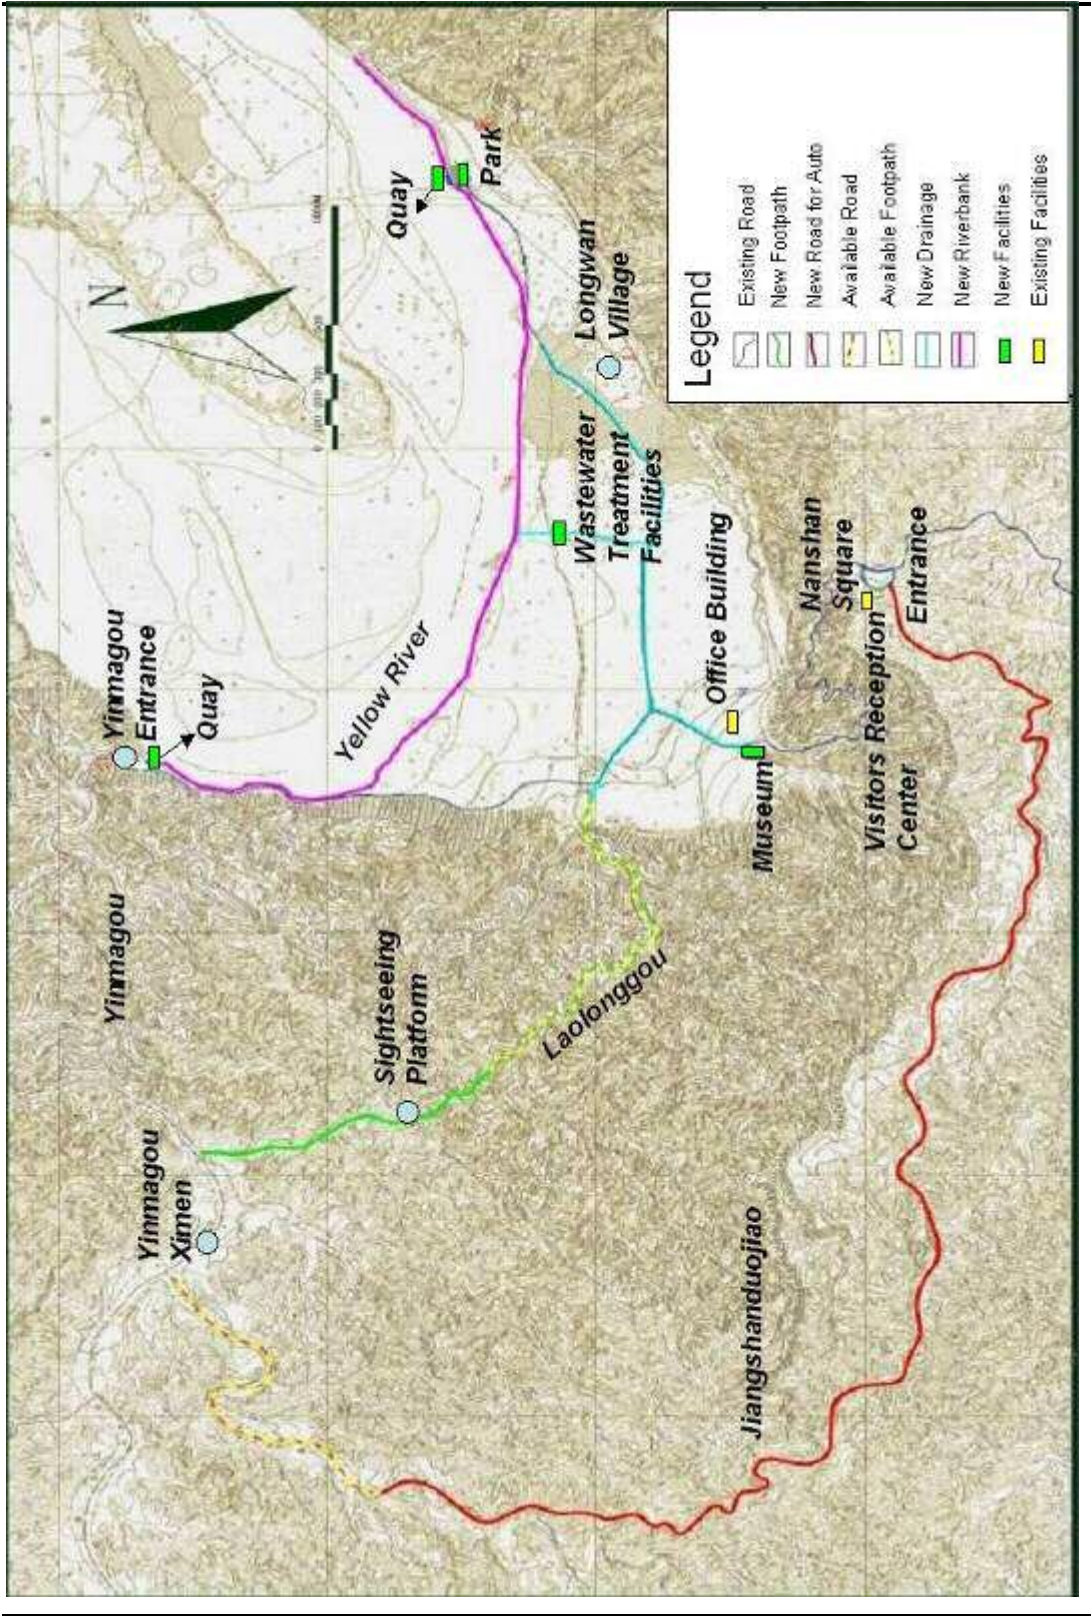 N
Yinmagou
Entrance
Quay
Yinmagou
Yinmagou
Ximen
Yellow River
Quay
Park
Sightseeing
Platform
Longwan
Village
Wastewater
Treatment
Facilities
Laolonggou
Office Building
Museum
Jiangshanduojiao
Nanshan
Square
Visitors Reception
Center
Entrance
Legend
Existing Road
New Footpath
New Road for Auto
Available Road
Available Footpath
New Drainage
New Riverbank
New Facilities
Existing Facilities